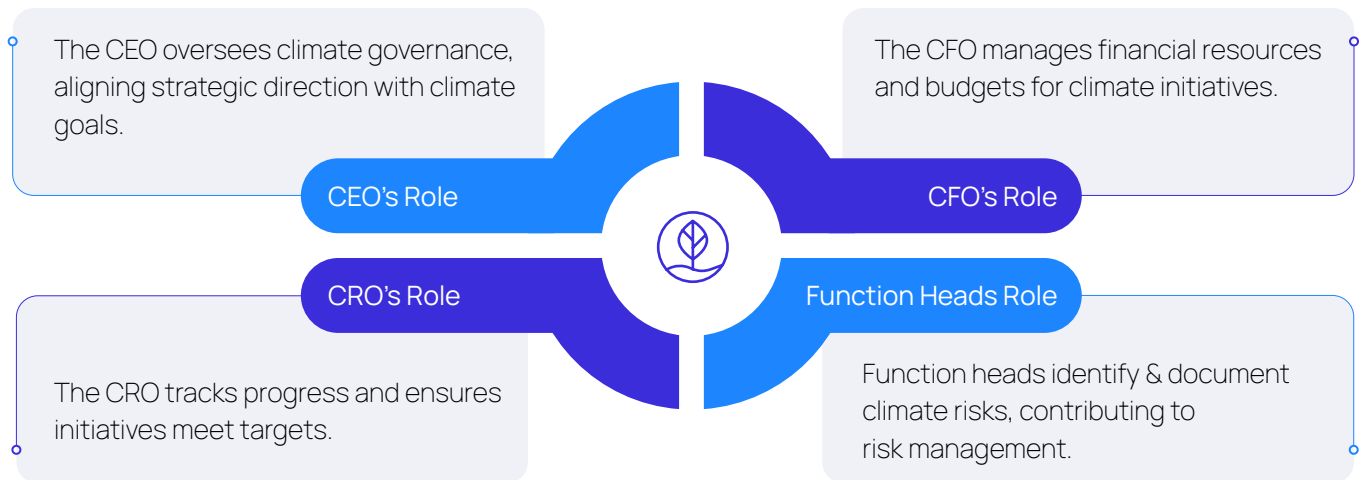 The CEO oversees climate governance,
aligning strategic direction with climate
goals.
CEO's Role
The CFO manages financial resources
and budgets for climate initiatives.
CFO's Role
CRO's Role
The CRO tracks progress and ensures
initiatives meet targets.
Function Heads Role
Function heads identify & document
climate risks, contributing to
risk management.